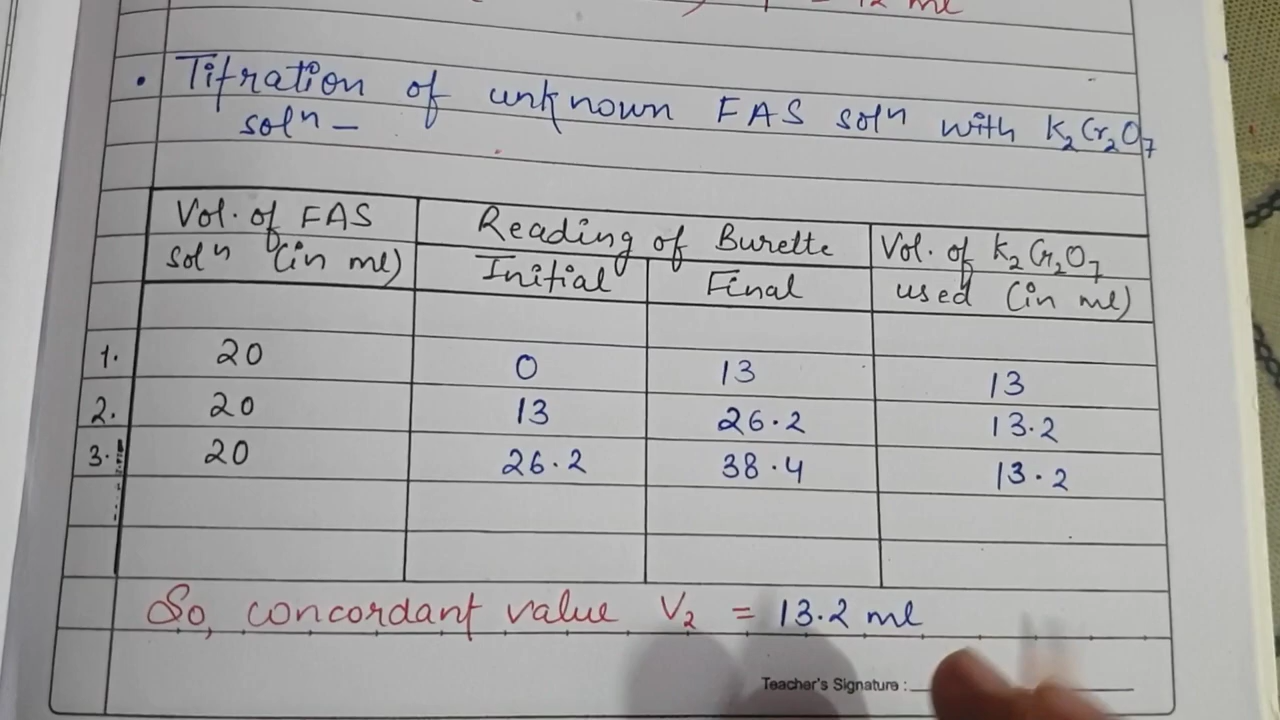 = 12 ml
• Titration of unknown FAS solⁿ with K₂Cr₂O₇
solⁿ –
Vol. of FAS Reading of Burette Vol. of K₂Cr₂O₇
solⁿ (in ml) Initial Final used (in ml)
1. 20 0 13 13
2. 20 13 26.2 13.2
3. 20 26.2 38.4 13.2
So, concordant value V₂ = 13.2 ml
Teacher's Signature :